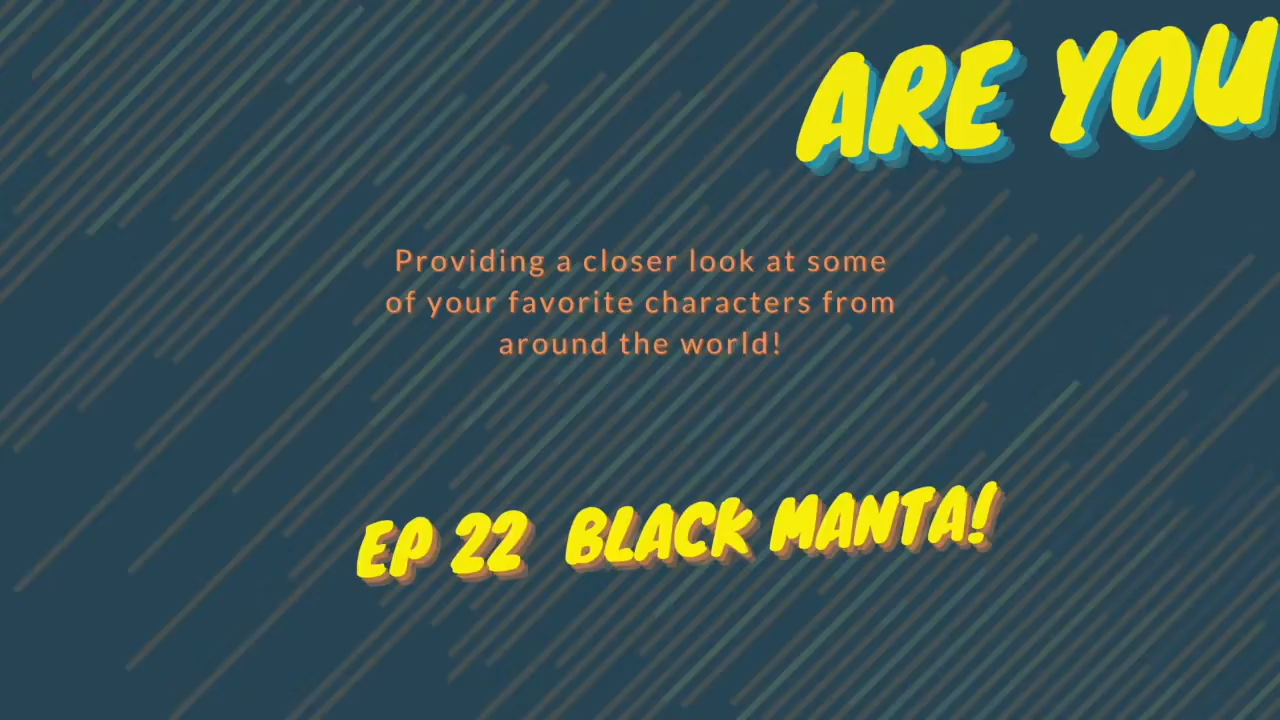 ARE YOU
Providing a closer look at some
of your favorite characters from
around the world!
EP 22 BLACK MANTA!